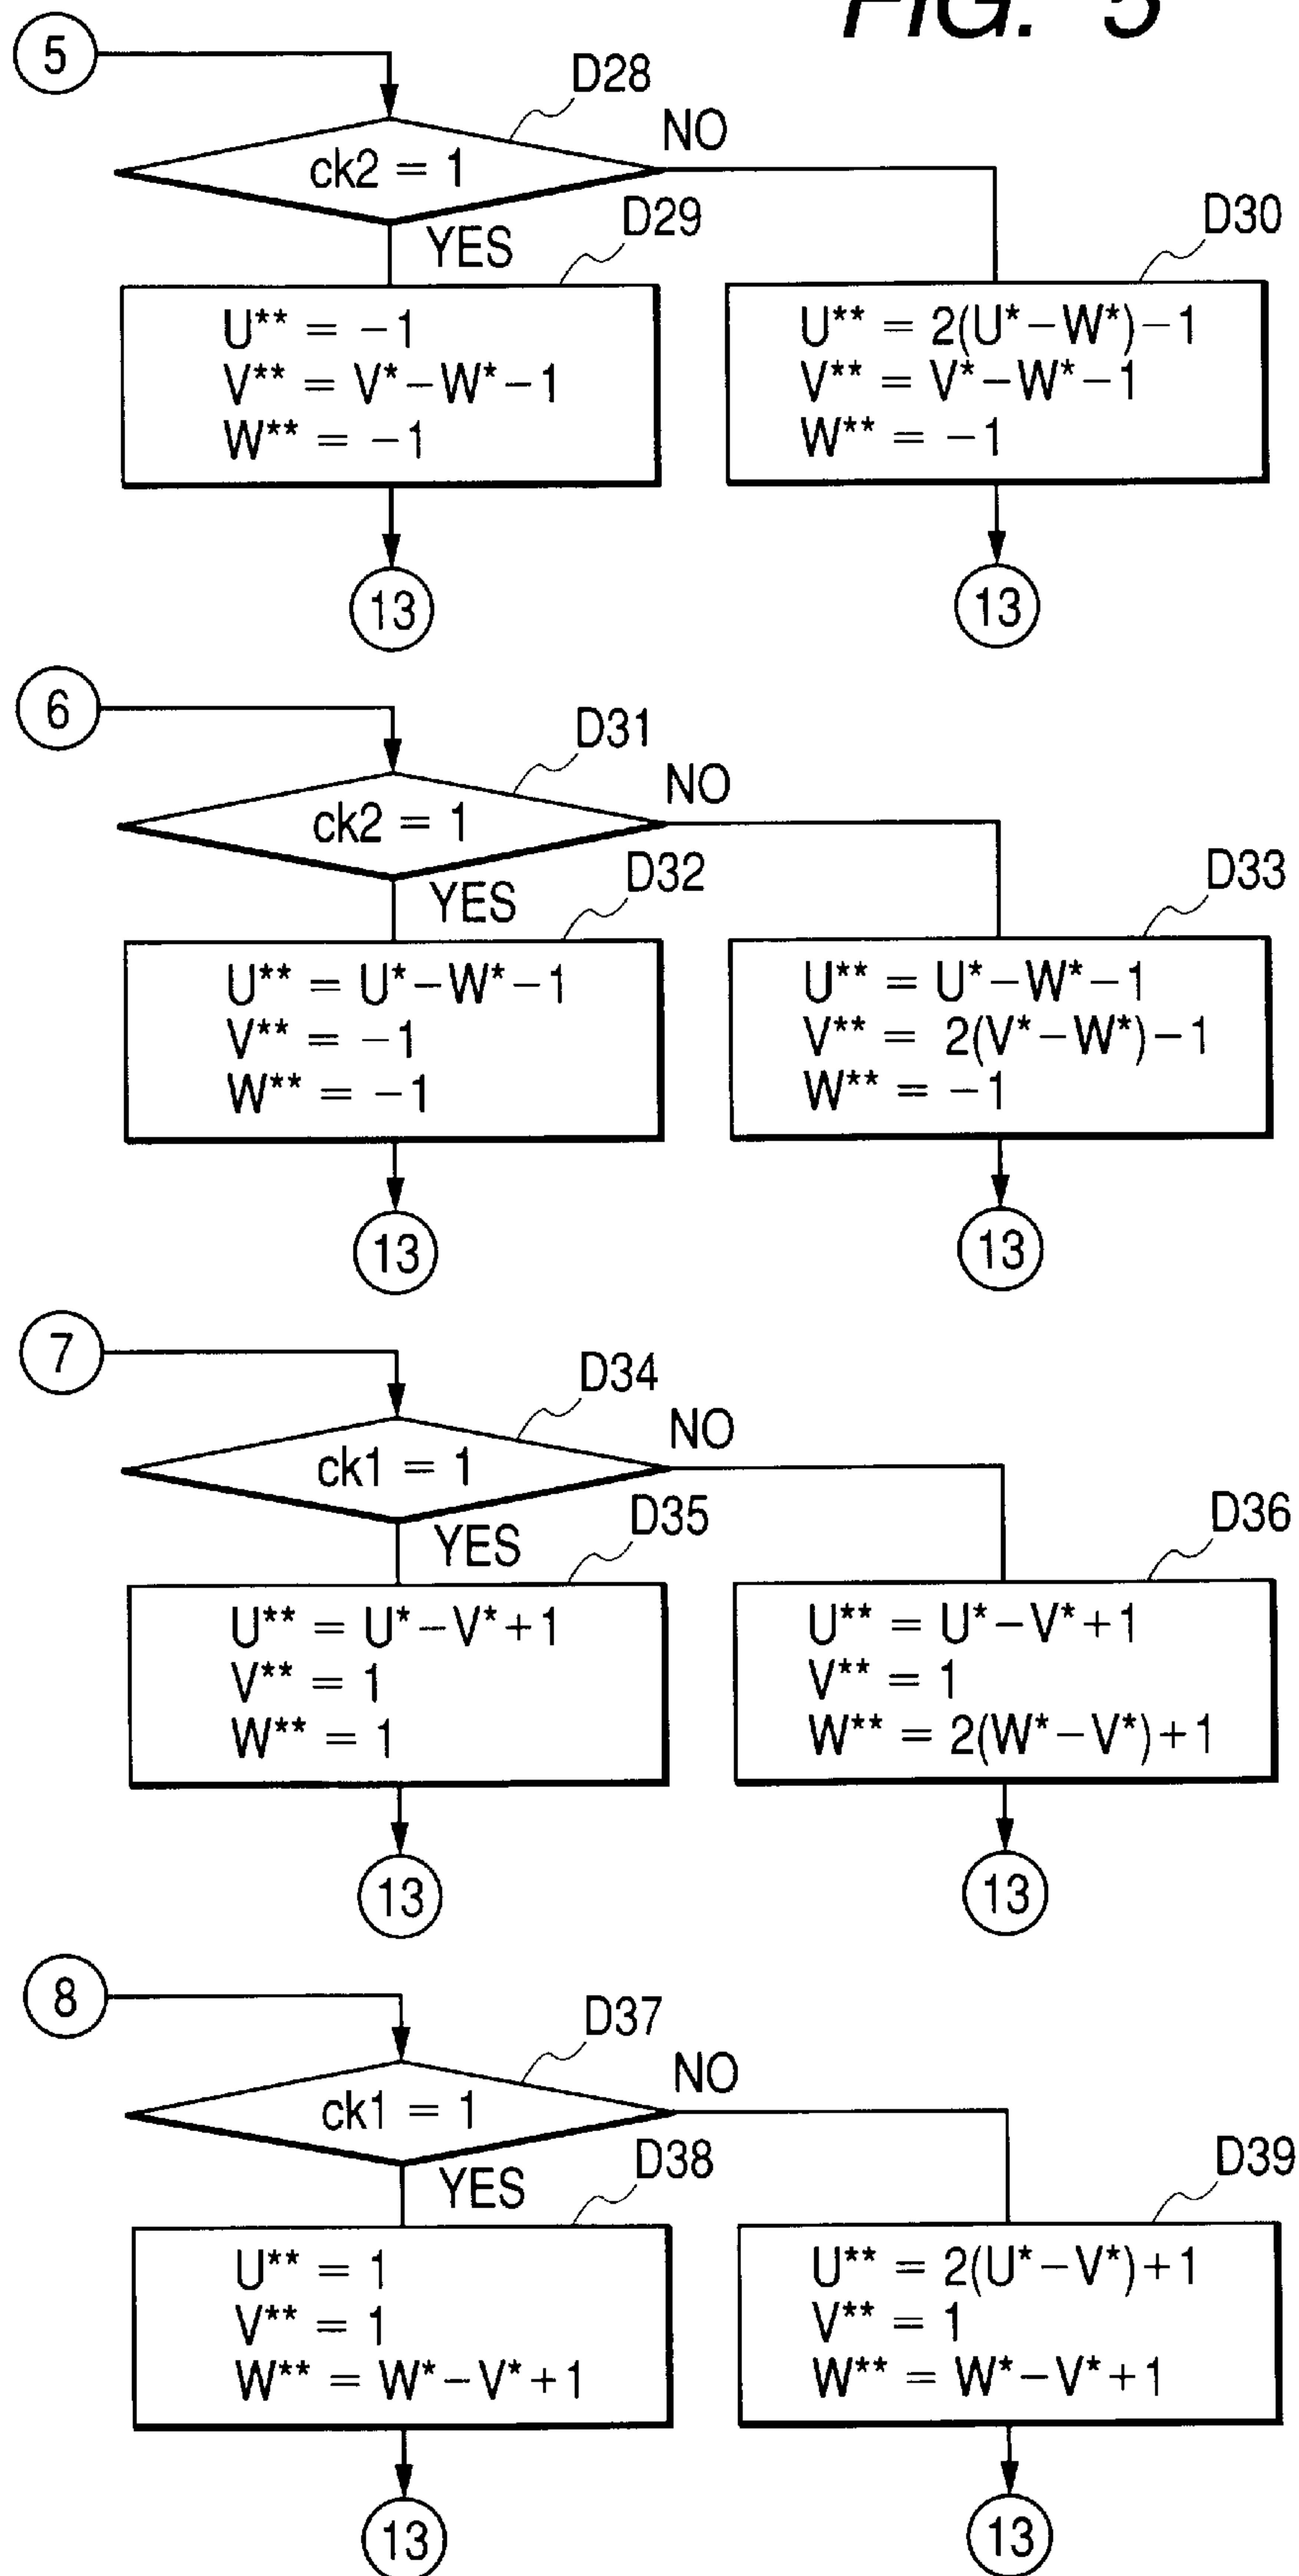 FIG. 5
5
D28
ck2 = 1
NO
YES
D29
U** = −1
V** = V*−W*−1
W** = −1
D30
U** = 2(U*−W*)−1
V** = V*−W*−1
W** = −1
13
13
6
D31
ck2 = 1
NO
YES
D32
U** = U*−W*−1
V** = −1
W** = −1
D33
U** = U*−W*−1
V** = 2(V*−W*)−1
W** = −1
13
13
7
D34
ck1 = 1
NO
YES
D35
U** = U*−V*+1
V** = 1
W** = 1
D36
U** = U*−V*+1
V** = 1
W** = 2(W*−V*)+1
13
13
8
D37
ck1 = 1
NO
YES
D38
U** = 1
V** = 1
W** = W*−V*+1
D39
U** = 2(U*−V*)+1
V** = 1
W** = W*−V*+1
13
13